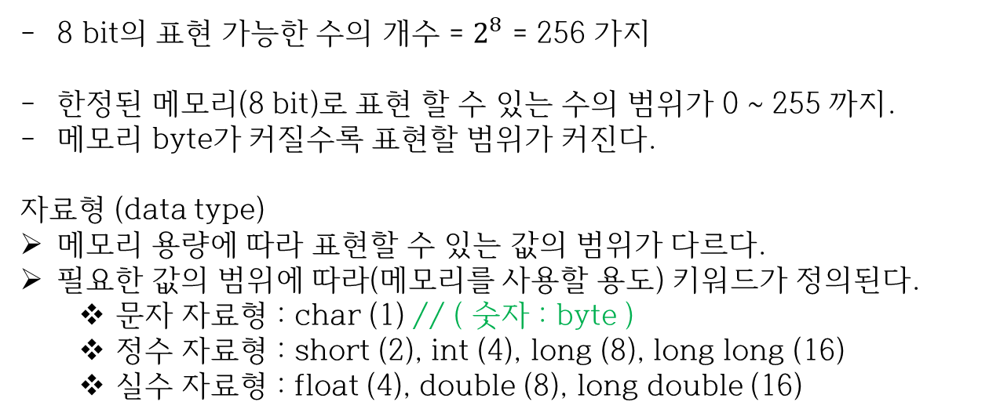 - 8 bit의 표현 가능한 수의 개수 = 2⁸ = 256 가지
- 한정된 메모리(8 bit)로 표현 할 수 있는 수의 범위가 0 ~ 255 까지.
- 메모리 byte가 커질수록 표현할 범위가 커진다.
자료형 (data type)
➢ 메모리 용량에 따라 표현할 수 있는 값의 범위가 다르다.
➢ 필요한 값의 범위에 따라(메모리를 사용할 용도) 키워드가 정의된다.
❖ 문자 자료형 : char (1) // ( 숫자 : byte )
❖ 정수 자료형 : short (2), int (4), long (8), long long (16)
❖ 실수 자료형 : float (4), double (8), long double (16)